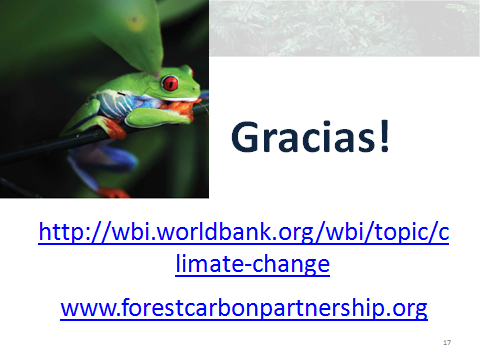 Gracias!
http://wbi.worldbank.org/wbi/topic/c
limate-change
www.forestcarbonpartnership.org
17